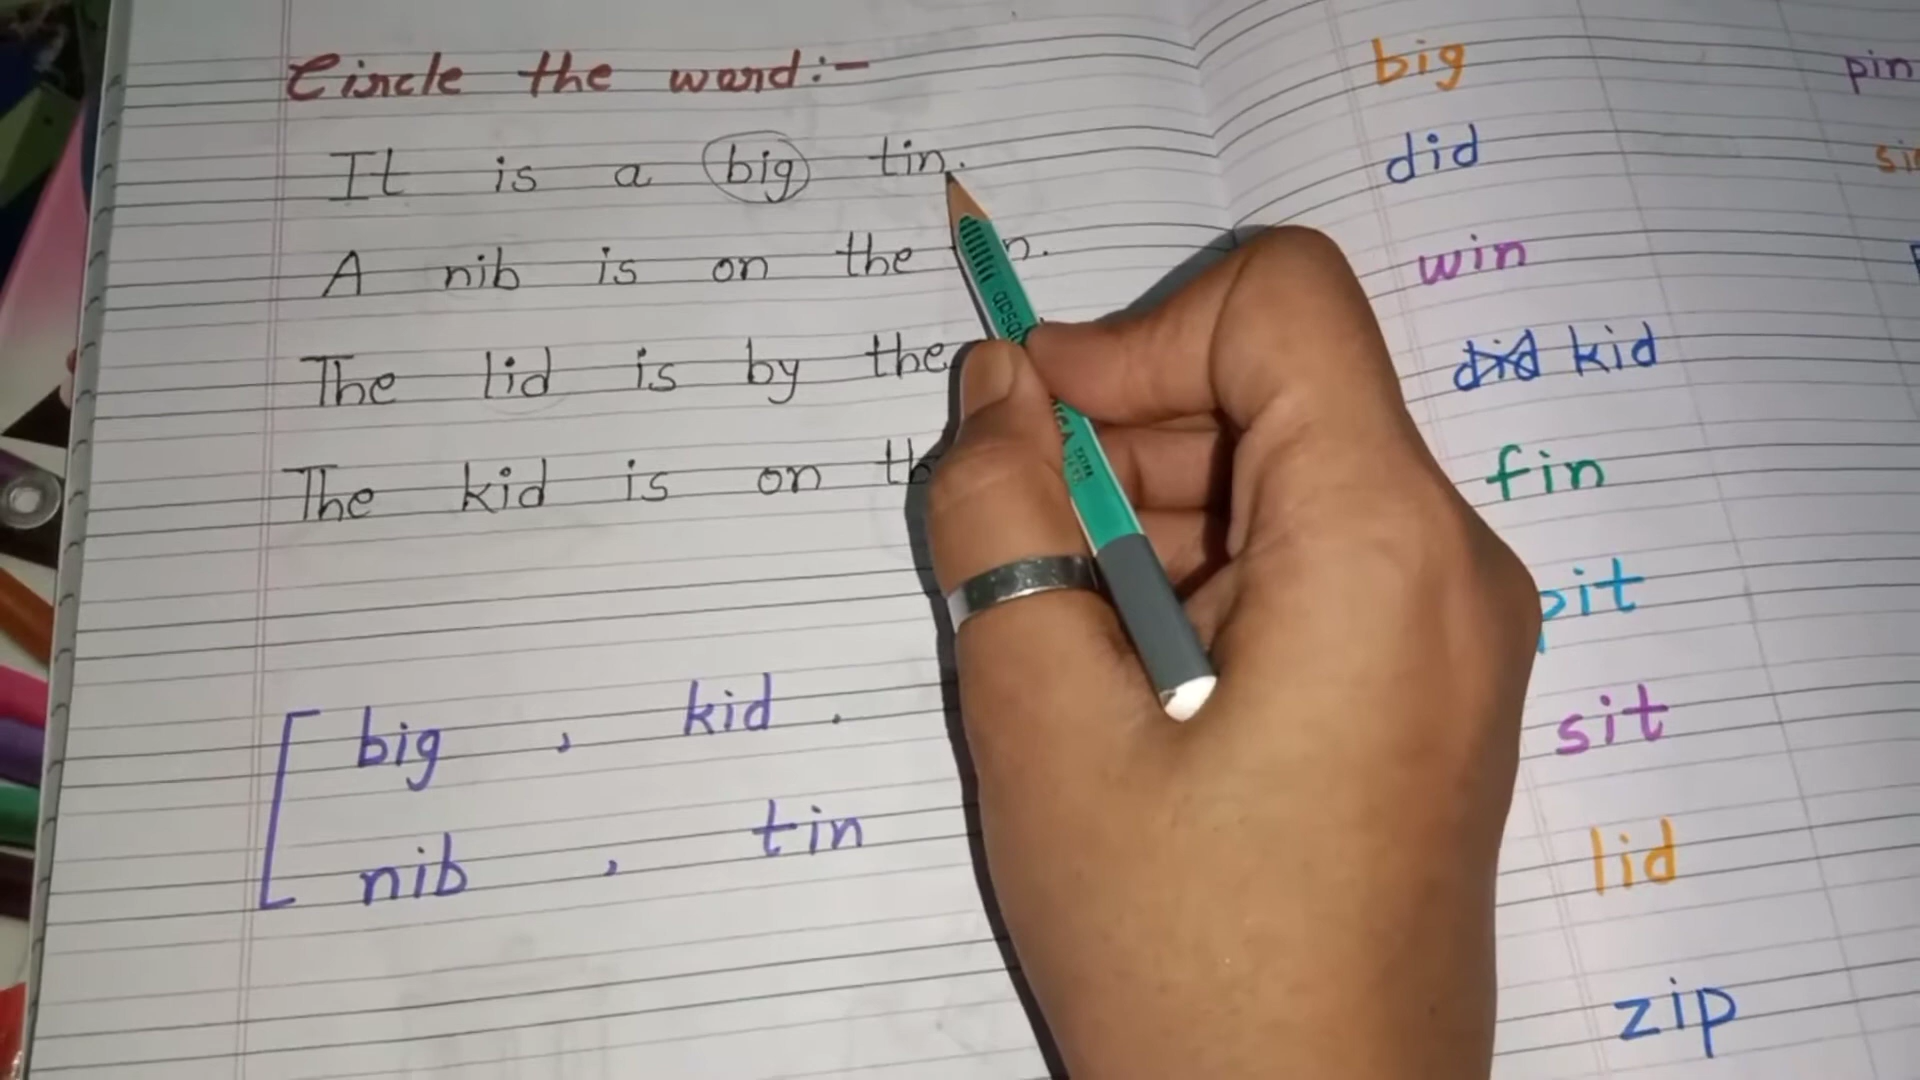 Circle the word:-
It is a big tin.
A nib is on the
The lid is by the
The kid is on
big , kid .
nib , tin
big
did
win
did kid
fin
pit
sit
lid
zip
pin